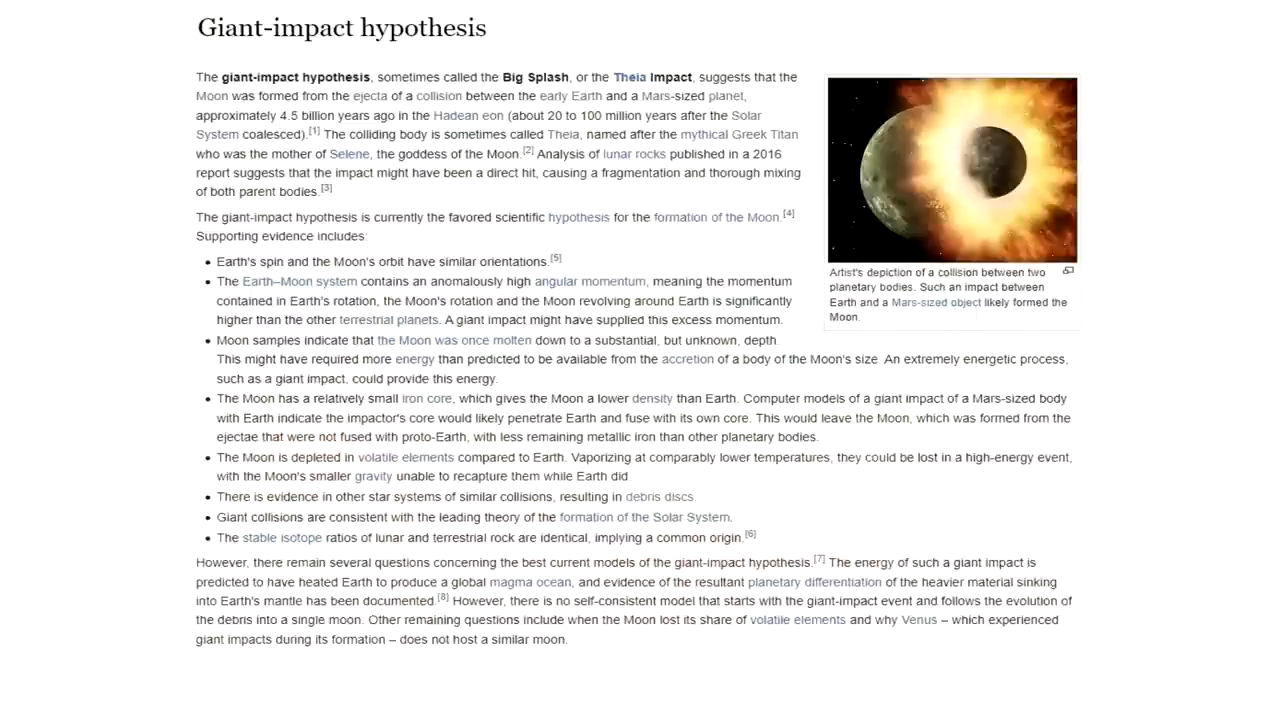 Giant-impact hypothesis
The giant-impact hypothesis, sometimes called the Big Splash, or the Theia Impact, suggests that the
Moon was formed from the ejecta of a collision between the early Earth and a Mars-sized planet,
approximately 4.5 billion years ago in the Hadean eon (about 20 to 100 million years after the Solar
System coalesced).[1] The colliding body is sometimes called Theia, named after the mythical Greek Titan
who was the mother of Selene, the goddess of the Moon.[2] Analysis of lunar rocks published in a 2016
report suggests that the impact might have been a direct hit, causing a fragmentation and thorough mixing
of both parent bodies.[3]
The giant-impact hypothesis is currently the favored scientific hypothesis for the formation of the Moon.[4]
Supporting evidence includes:
• Earth's spin and the Moon's orbit have similar orientations.[5]
• The Earth–Moon system contains an anomalously high angular momentum, meaning the momentum
contained in Earth's rotation, the Moon's rotation and the Moon revolving around Earth is significantly
higher than the other terrestrial planets. A giant impact might have supplied this excess momentum.
• Moon samples indicate that the Moon was once molten down to a substantial, but unknown, depth.
This might have required more energy than predicted to be available from the accretion of a body of the Moon's size. An extremely energetic process,
such as a giant impact, could provide this energy.
• The Moon has a relatively small iron core, which gives the Moon a lower density than Earth. Computer models of a giant impact of a Mars-sized body
with Earth indicate the impactor's core would likely penetrate Earth and fuse with its own core. This would leave the Moon, which was formed from the
ejectae that were not fused with proto-Earth, with less remaining metallic iron than other planetary bodies.
• The Moon is depleted in volatile elements compared to Earth. Vaporizing at comparably lower temperatures, they could be lost in a high-energy event,
with the Moon's smaller gravity unable to recapture them while Earth did
• There is evidence in other star systems of similar collisions, resulting in debris discs.
• Giant collisions are consistent with the leading theory of the formation of the Solar System.
• The stable isotope ratios of lunar and terrestrial rock are identical, implying a common origin.[6]
However, there remain several questions concerning the best current models of the giant-impact hypothesis.[7] The energy of such a giant impact is
predicted to have heated Earth to produce a global magma ocean, and evidence of the resultant planetary differentiation of the heavier material sinking
into Earth's mantle has been documented.[8] However, there is no self-consistent model that starts with the giant-impact event and follows the evolution of
the debris into a single moon. Other remaining questions include when the Moon lost its share of volatile elements and why Venus – which experienced
giant impacts during its formation – does not host a similar moon.
Artist's depiction of a collision between two
planetary bodies. Such an impact between
Earth and a Mars-sized object likely formed the
Moon.